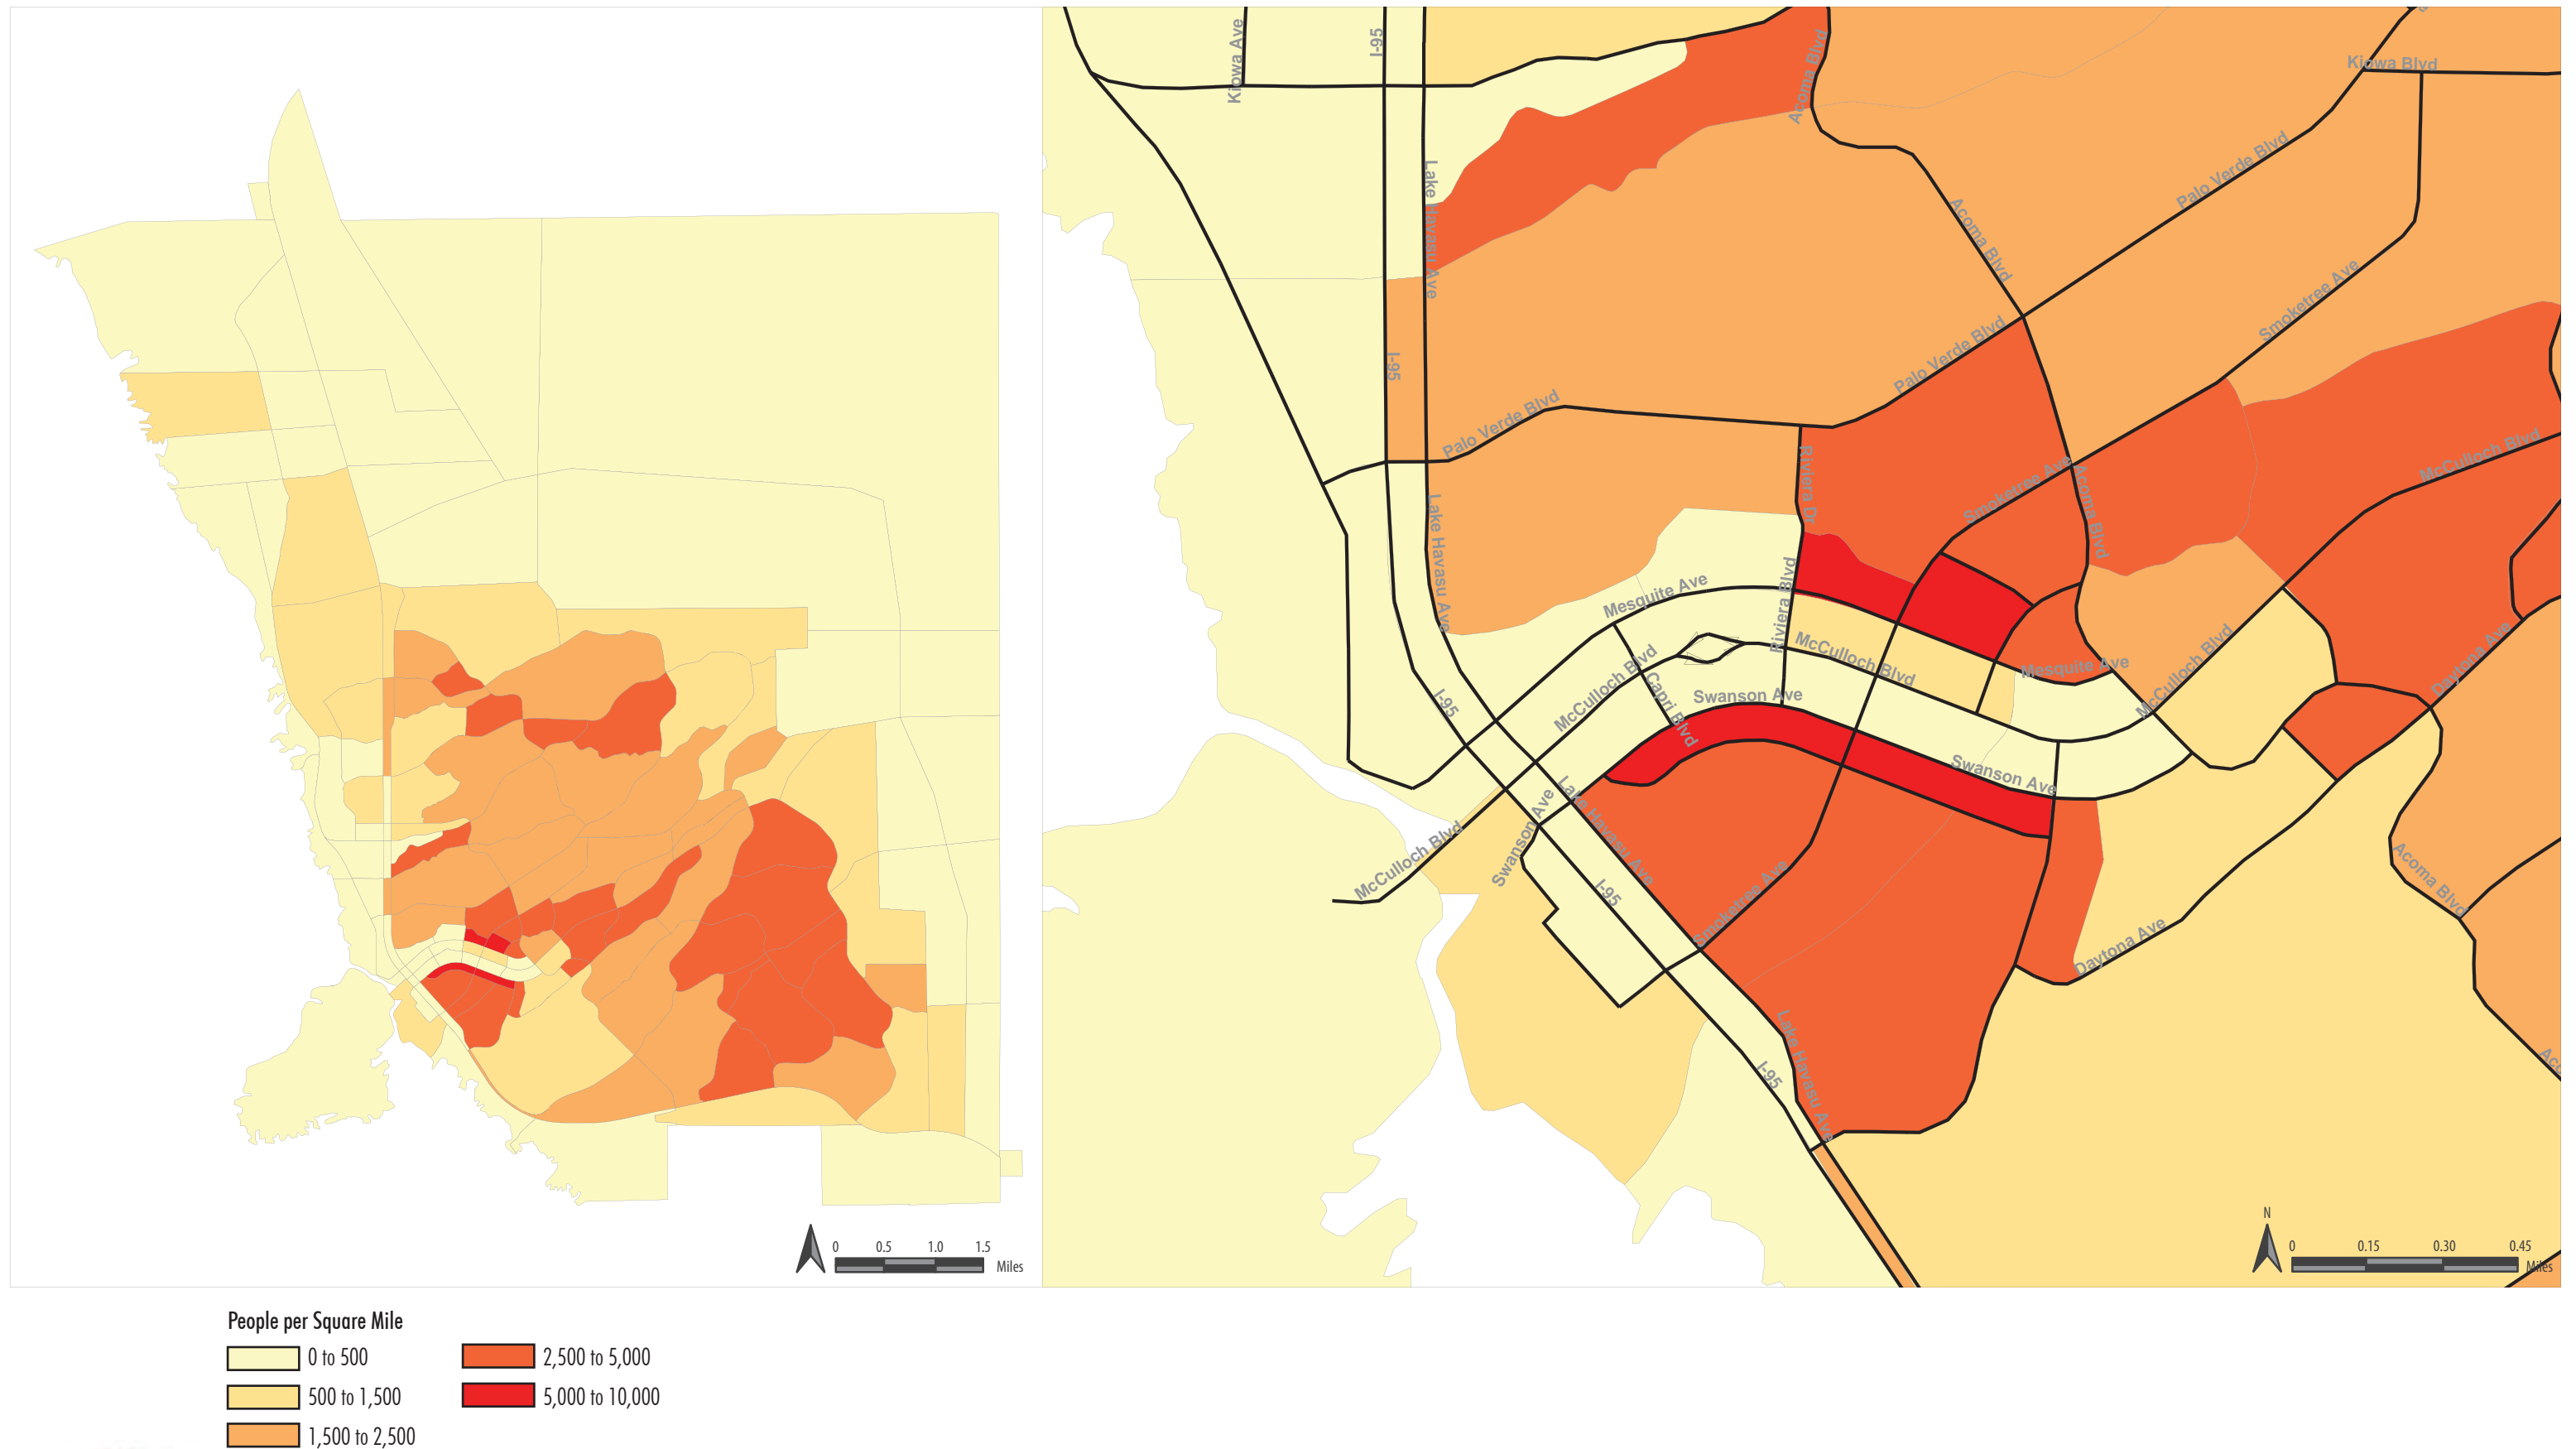 Kiowa Ave
I-95
Acoma Blvd
Kiowa Blvd
Palo Verde Blvd
Lake Havasu Ave
Acoma Blvd
Smoketree Ave
I-95
Palo Verde Blvd
Palo Verde Blvd
McCulloch Blvd
Riviera Dr
Smoketree Ave
Acoma Blvd
Lake Havasu Ave
Mesquite Ave
Riviera Blvd
McCulloch Blvd
McCulloch Blvd
Mesquite Ave
McCulloch Blvd
Daytona Ave
Capri Blvd
Swanson Ave
I-95
Swanson Ave
Swanson Ave
Lake Havasu Ave
McCulloch Blvd
I-95
Smoketree Ave
Acoma Blvd
Daytona Ave
Lake Havasu Ave
I-95
Aco
0 0.5 1.0 1.5
Miles
N
0 0.15 0.30 0.45
Miles
People per Square Mile
0 to 500
500 to 1,500
1,500 to 2,500
2,500 to 5,000
5,000 to 10,000